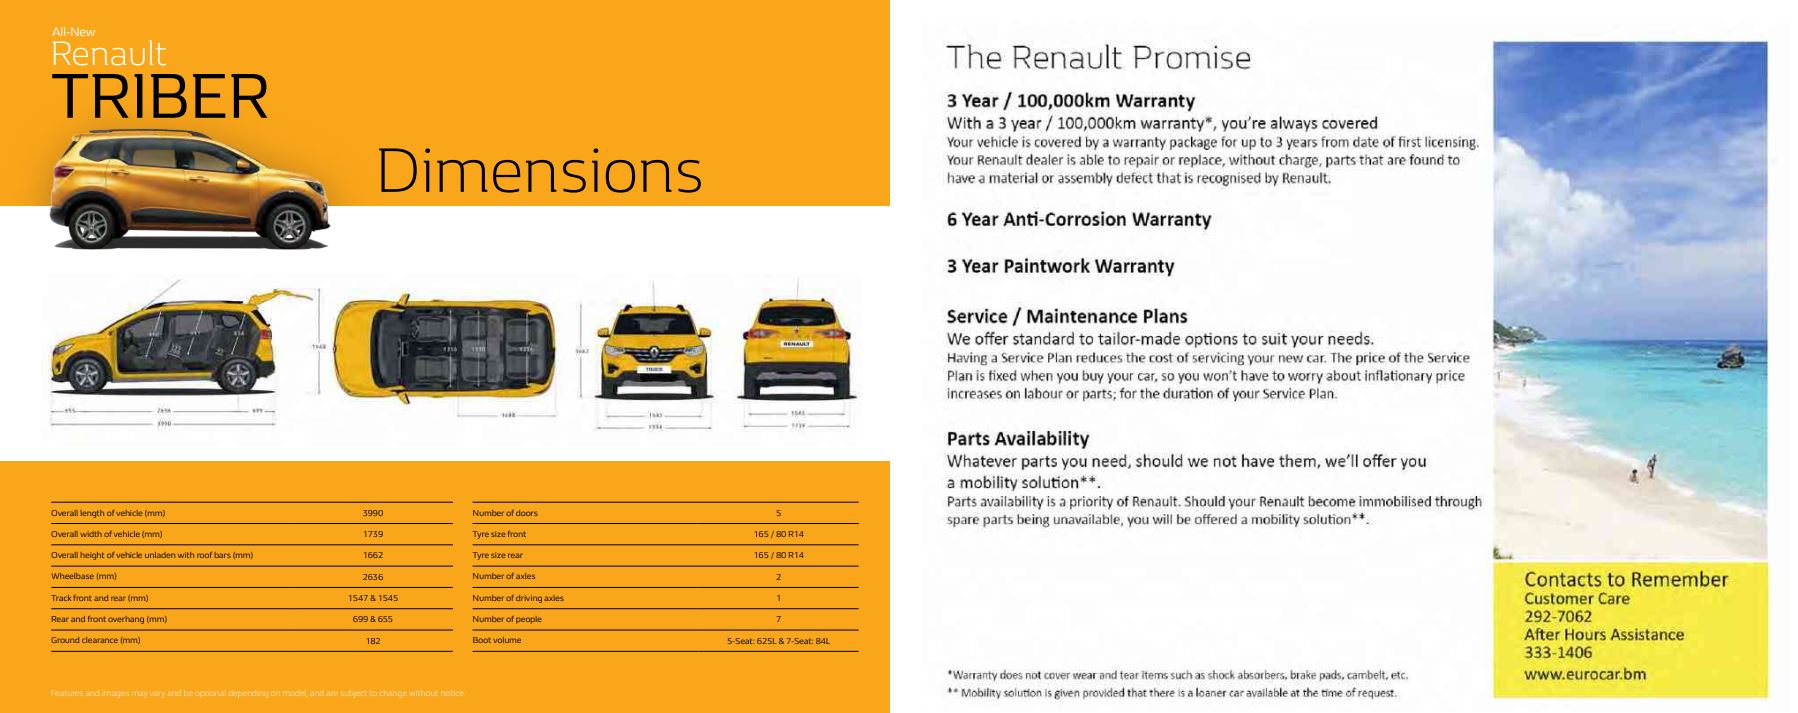 All-New
Renault
TRIBER
Dimensions
1948
1316
1662
RENAULT
TRIBER
655
2636
699
3990
1488
1547
1545
1739
Overall length of vehicle (mm) 3990
Overall width of vehicle (mm) 1739
Overall height of vehicle unladen with roof bars (mm) 1662
Wheelbase (mm) 2636
Track front and rear (mm) 1547 & 1545
Rear and front overhang (mm) 699 & 655
Ground clearance (mm) 182
Number of doors 5
Tyre size front 165 / 80 R14
Tyre size rear 165 / 80 R14
Number of axles 2
Number of driving axles 1
Number of people 7
Boot volume 5-Seat: 625L & 7-Seat: 84L
Features and images may vary and be optional depending on model, and are subject to change without notice.
The Renault Promise
3 Year / 100,000km Warranty
With a 3 year / 100,000km warranty*, you're always covered
Your vehicle is covered by a warranty package for up to 3 years from date of first licensing.
Your Renault dealer is able to repair or replace, without charge, parts that are found to
have a material or assembly defect that is recognised by Renault.
6 Year Anti-Corrosion Warranty
3 Year Paintwork Warranty
Service / Maintenance Plans
We offer standard to tailor-made options to suit your needs.
Having a Service Plan reduces the cost of servicing your new car. The price of the Service
Plan is fixed when you buy your car, so you won't have to worry about inflationary price
increases on labour or parts; for the duration of your Service Plan.
Parts Availability
Whatever parts you need, should we not have them, we'll offer you
a mobility solution**.
Parts availability is a priority of Renault. Should your Renault become immobilised through
spare parts being unavailable, you will be offered a mobility solution**.
*Warranty does not cover wear and tear items such as shock absorbers, brake pads, cambelt, etc.
** Mobility solution is given provided that there is a loaner car available at the time of request.
Contacts to Remember
Customer Care
292-7062
After Hours Assistance
333-1406
www.eurocar.bm